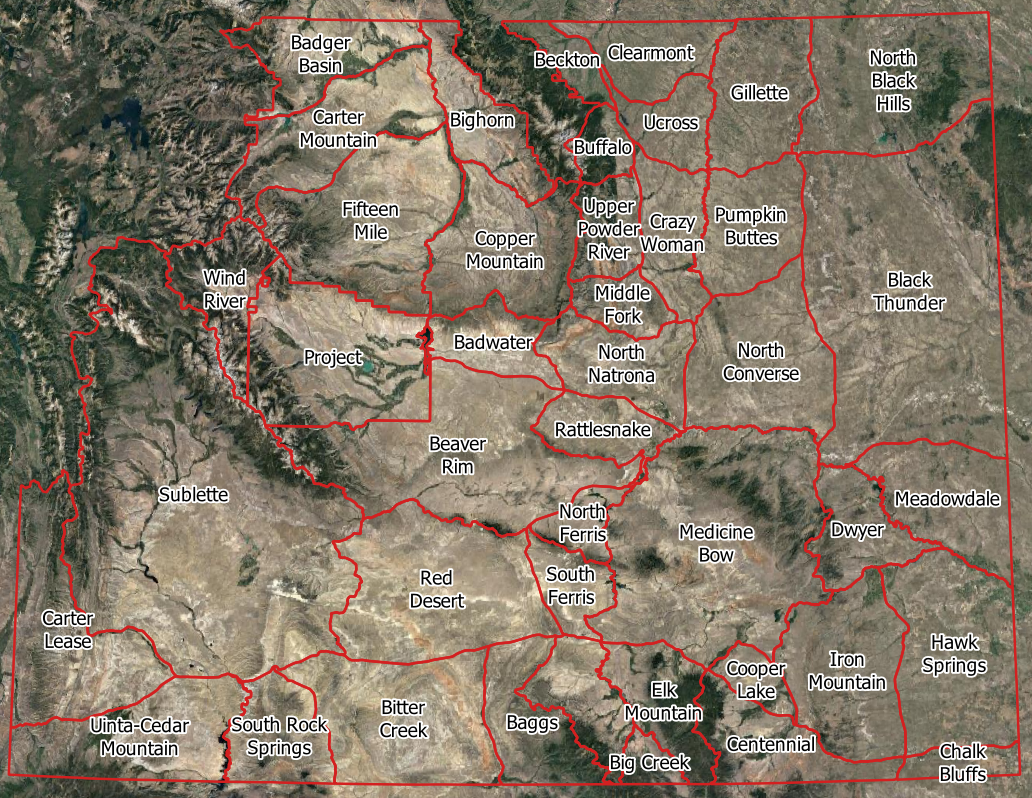 Badger
Basin
Beckton
Clearmont
North
Black
Hills
Gillette
Carter
Mountain
Bighorn
Ucross
Buffalo
Fifteen
Mile
Upper
Powder
River
Crazy
Woman
Pumpkin
Buttes
Copper
Mountain
Wind
River
Middle
Fork
Black
Thunder
Project
Badwater
North
Natrona
North
Converse
Rattlesnake
Beaver
Rim
Sublette
Meadowdale
North
Ferris
Medicine
Bow
Dwyer
Red
Desert
South
Ferris
Carter
Lease
Hawk
Springs
Iron
Mountain
Cooper
Lake
Elk
Mountain
Uinta-Cedar
Mountain
South Rock
Springs
Bitter
Creek
Baggs
Centennial
Big Creek
Chalk
Bluffs